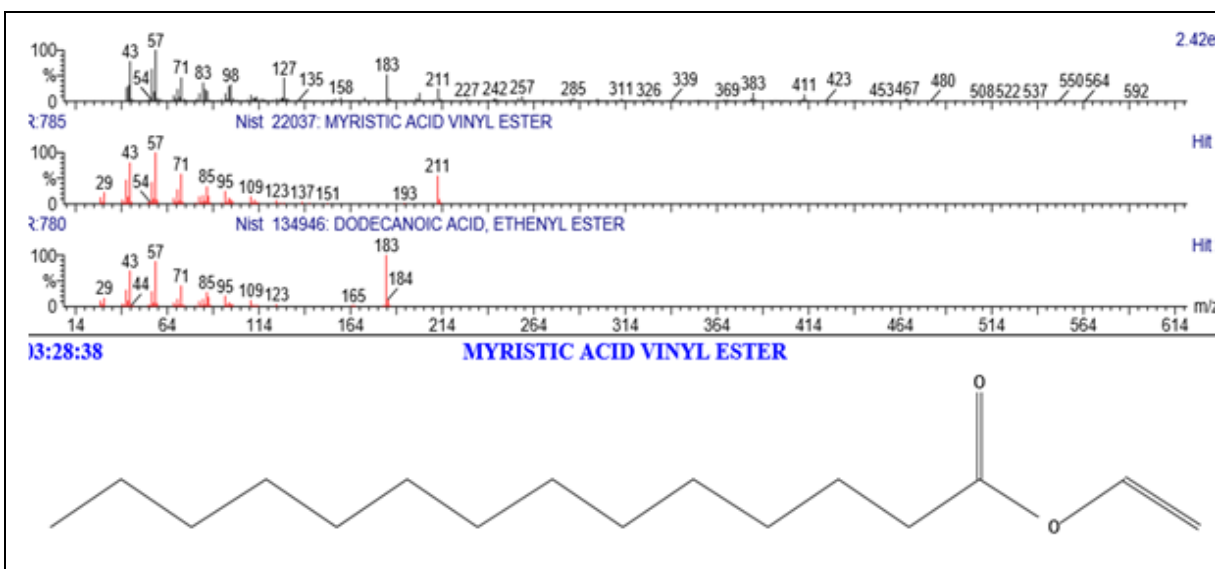 2.42e
100 43 57 71 83 98 127 135 158 183 211 227 242 257 285 311 326 339 369 383 411 423 453 467 480 508 522 537 550 564 592
% 54
0
R:785 Nist 22037: MYRISTIC ACID VINYL ESTER
Hit
100 29 43 54 57 71 85 95 109 123 137 151 193 211
%
0
R:780 Nist 134946: DODECANOIC ACID, ETHENYL ESTER
Hit
100 29 43 44 57 71 85 95 109 123 165 183 184
%
0 m/z
14 64 114 164 214 264 314 364 414 464 514 564 614
03:28:38 MYRISTIC ACID VINYL ESTER
O
O